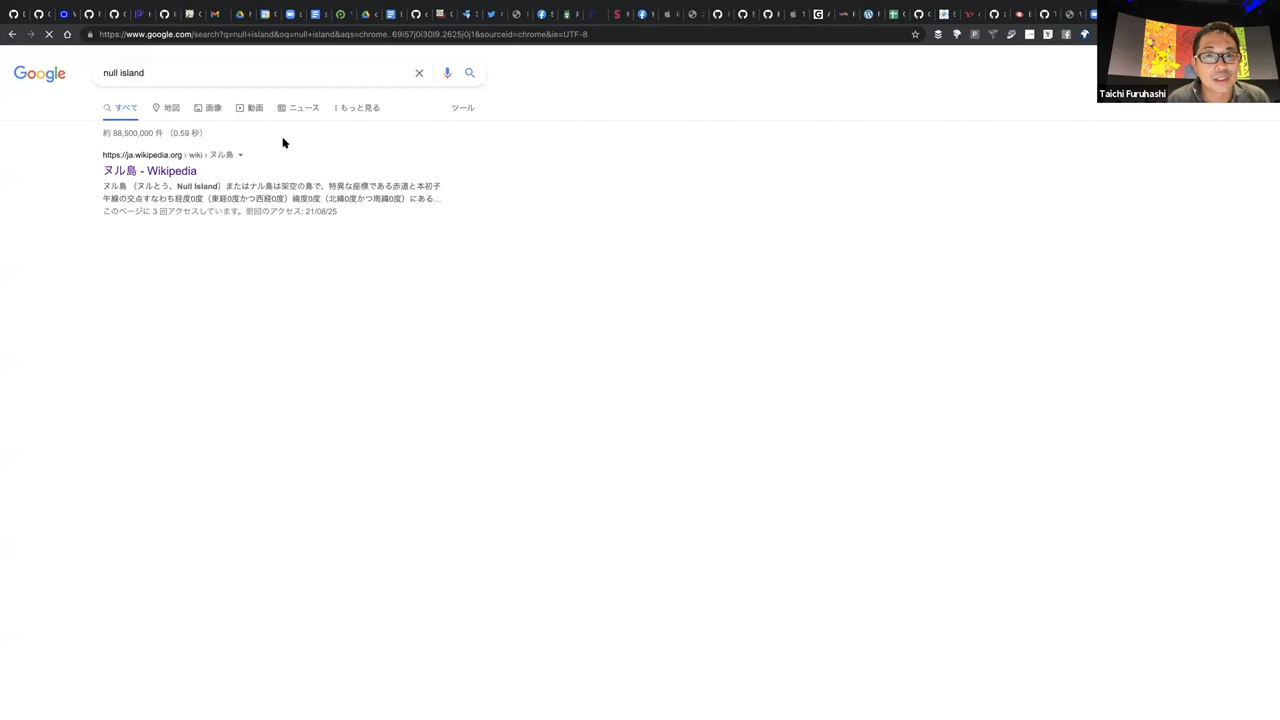 https://www.google.com/search?q=null+island&oq=null+island&aqs=chrome..69i57j0i30l9.2625j0j1&sourceid=chrome&ie=UTF-8
Taichi Furuhashi
Google
null island
すべて 地図 画像 動画 ニュース もっと見る ツール
約 88,500,000 件 （0.59 秒）
https://ja.wikipedia.org › wiki › ヌル島
ヌル島 - Wikipedia
ヌル島 （ヌルとう、Null Island）またはナル島は架空の島で、特異な座標である赤道と本初子
午線の交点すなわち経度0度（東経0度かつ西経0度）緯度0度（北緯0度かつ南緯0度）にある...
このページに 3 回アクセスしています。前回のアクセス: 21/08/25